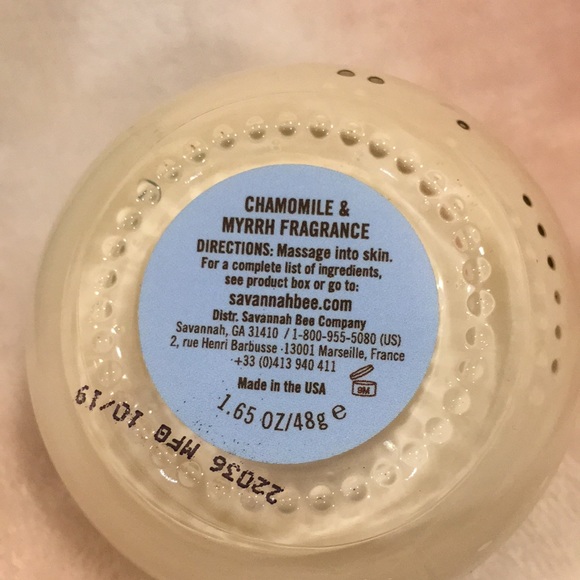 CHAMOMILE &
MYRRH FRAGRANCE
DIRECTIONS: Massage into skin.
For a complete list of ingredients,
see product box or go to:
savannahbee.com
Distr. Savannah Bee Company
Savannah, GA 31410 / 1-800-955-5080 (US)
2, rue Henri Barbusse · 13001 Marseille, France
+33 (0)413 940 411
Made in the USA
9M
1.65 OZ/48g e
22036 MFG 10/19